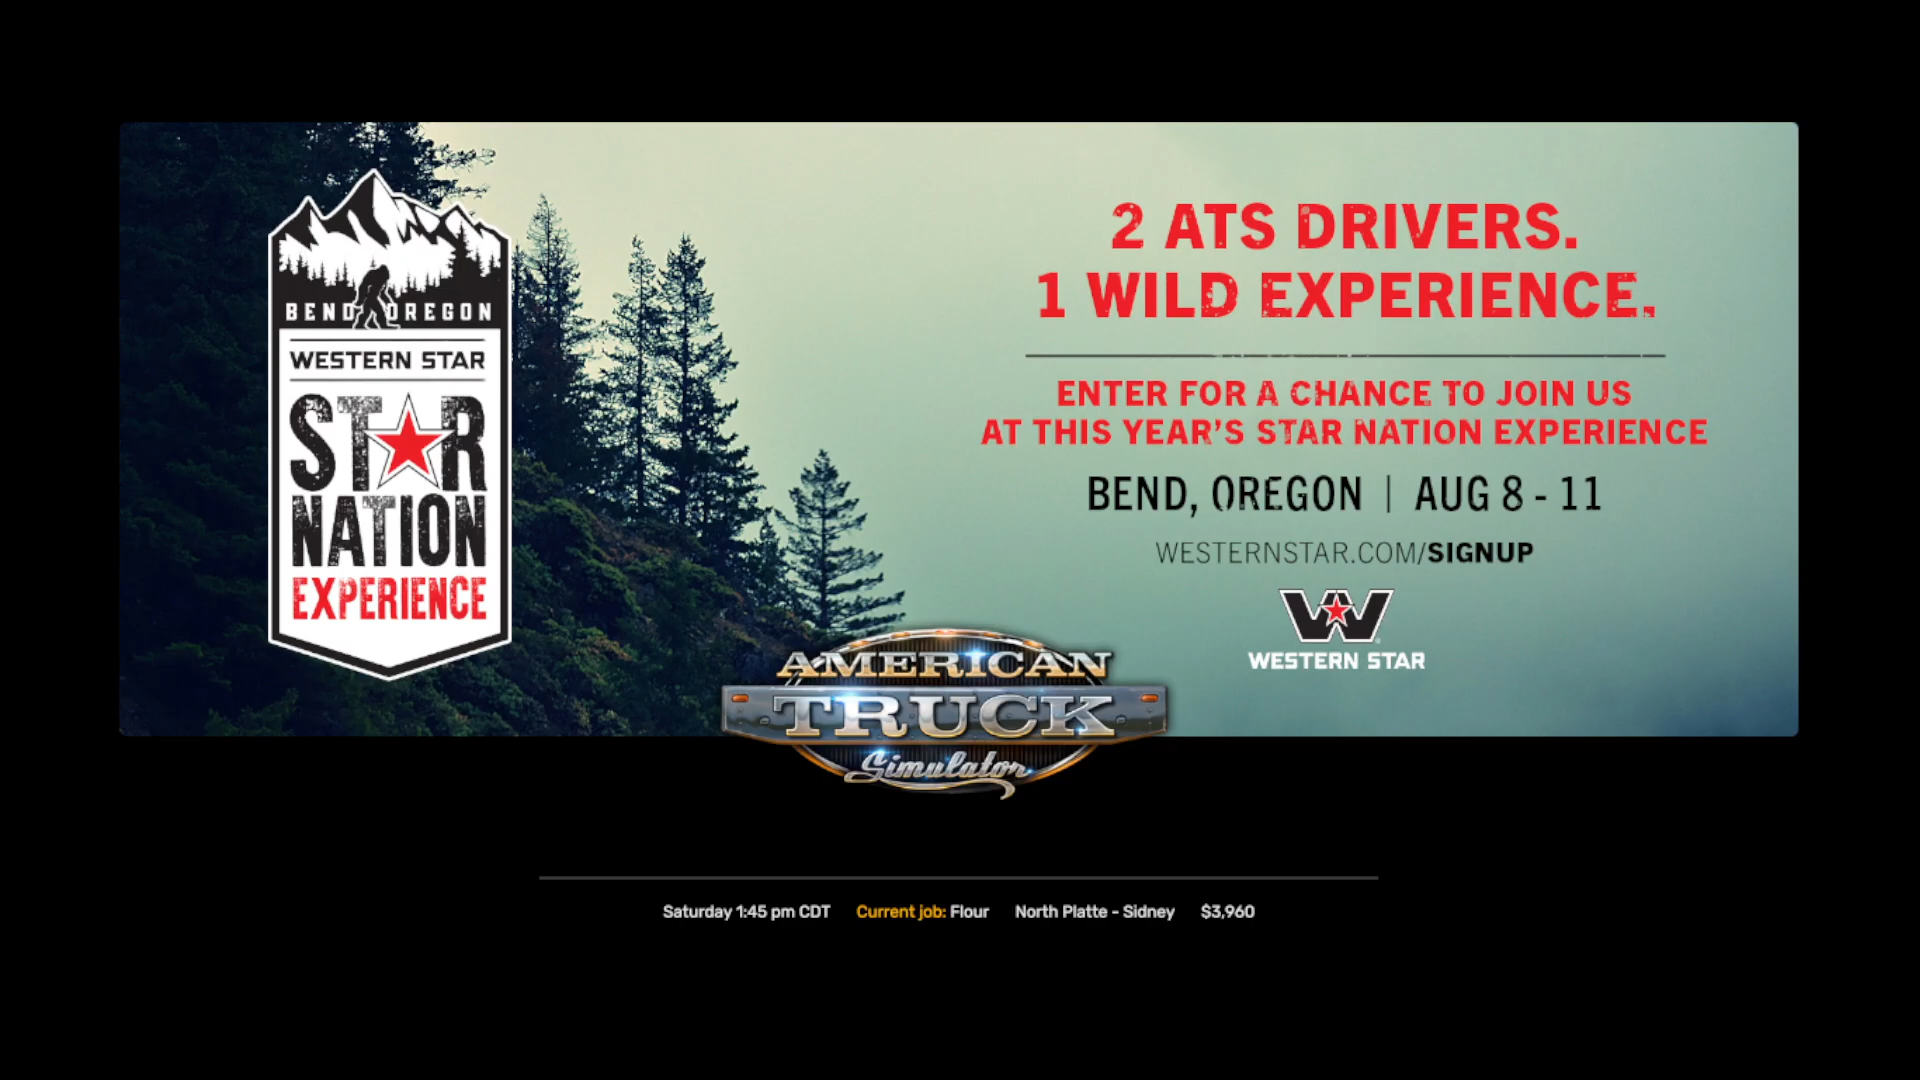 BEND OREGON
WESTERN STAR
STAR
NATION
EXPERIENCE
2 ATS DRIVERS.
1 WILD EXPERIENCE.
ENTER FOR A CHANCE TO JOIN US
AT THIS YEAR'S STAR NATION EXPERIENCE
BEND, OREGON | AUG 8 - 11
WESTERNSTAR.COM/SIGNUP
W
WESTERN STAR
AMERICAN
TRUCK
Simulator
Saturday 1:45 pm CDT Current job: Flour North Platte - Sidney $3,960